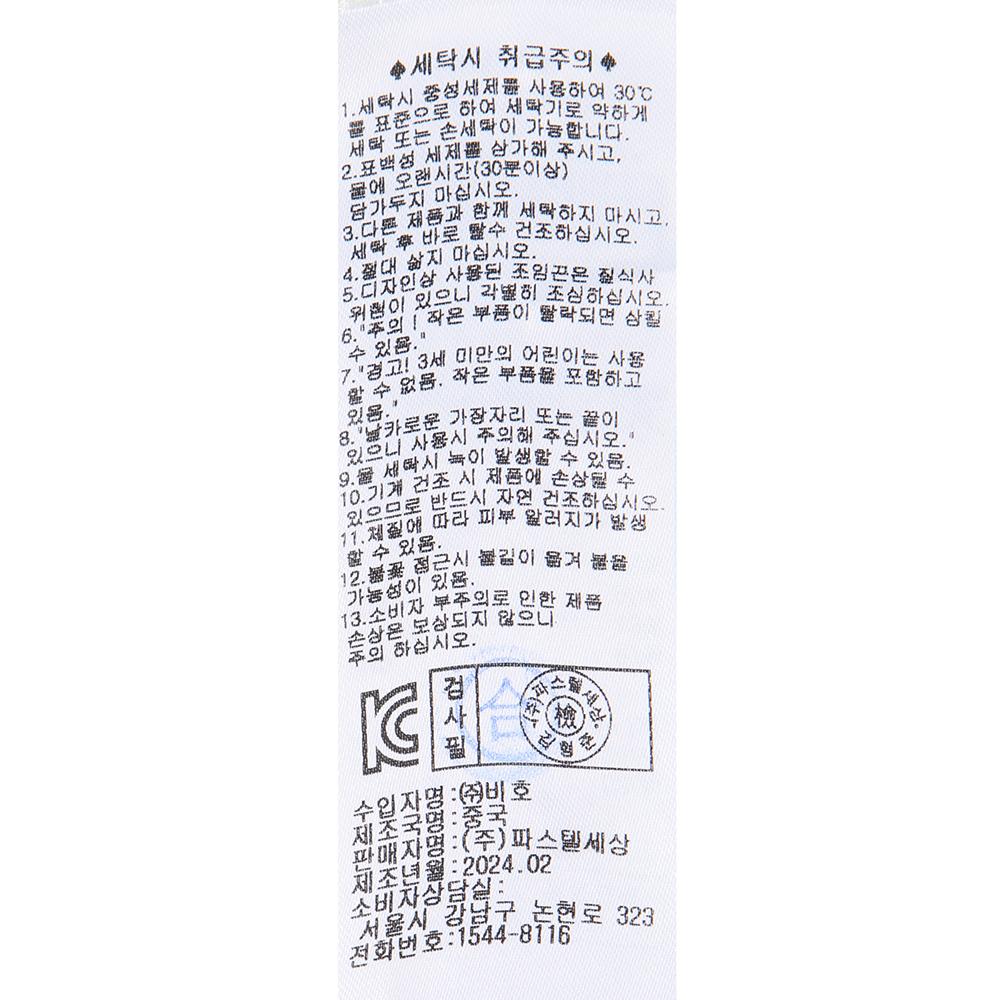 ♠세탁시 취급주의♠
1.세탁시 중성세제를 사용하여 30℃
를 표준으로 하여 세탁기로 약하게
세탁 또는 손세탁이 가능합니다.
2.표백성 세제를 삼가해 주시고,
물에 오랜시간(30분이상)
담가두지 마십시오.
3.다른 제품과 함께 세탁하지 마시고,
세탁 후 바로 탈수 건조하십시오.
4.절대 삶지 마십시오.
5.디자인상 사용된 조임끈은 질식사
위험이 있으니 각별히 조심하십시오.
6."주의! 작은 부품이 탈락되면 삼킬
수 있음."
7."경고! 3세 미만의 어린이는 사용
할 수 없음. 작은 부품을 포함하고
있음."
8."날카로운 가장자리 또는 끝이
있으니 사용시 주의해 주십시오."
9.물 세탁시 녹이 발생할 수 있음.
10.기계 건조 시 제품에 손상될 수
있으므로 반드시 자연 건조하십시오.
11.체질에 따라 피부 알러지가 발생
할 수 있음.
12.불꽃 접근시 불길이 옮겨 붙을
가능성이 있음.
13.소비자 부주의로 인한 제품
손상은 보상되지 않으니
주의 하십시오.
KC
검사필
합
(주)파스텔세상
檢
김형준
수입자명:㈜비호
제조국명:중국
판매자명:(주)파스텔세상
제조년월:2024.02
소비자상담실:
서울시 강남구 논현로 323
전화번호:1544-8116